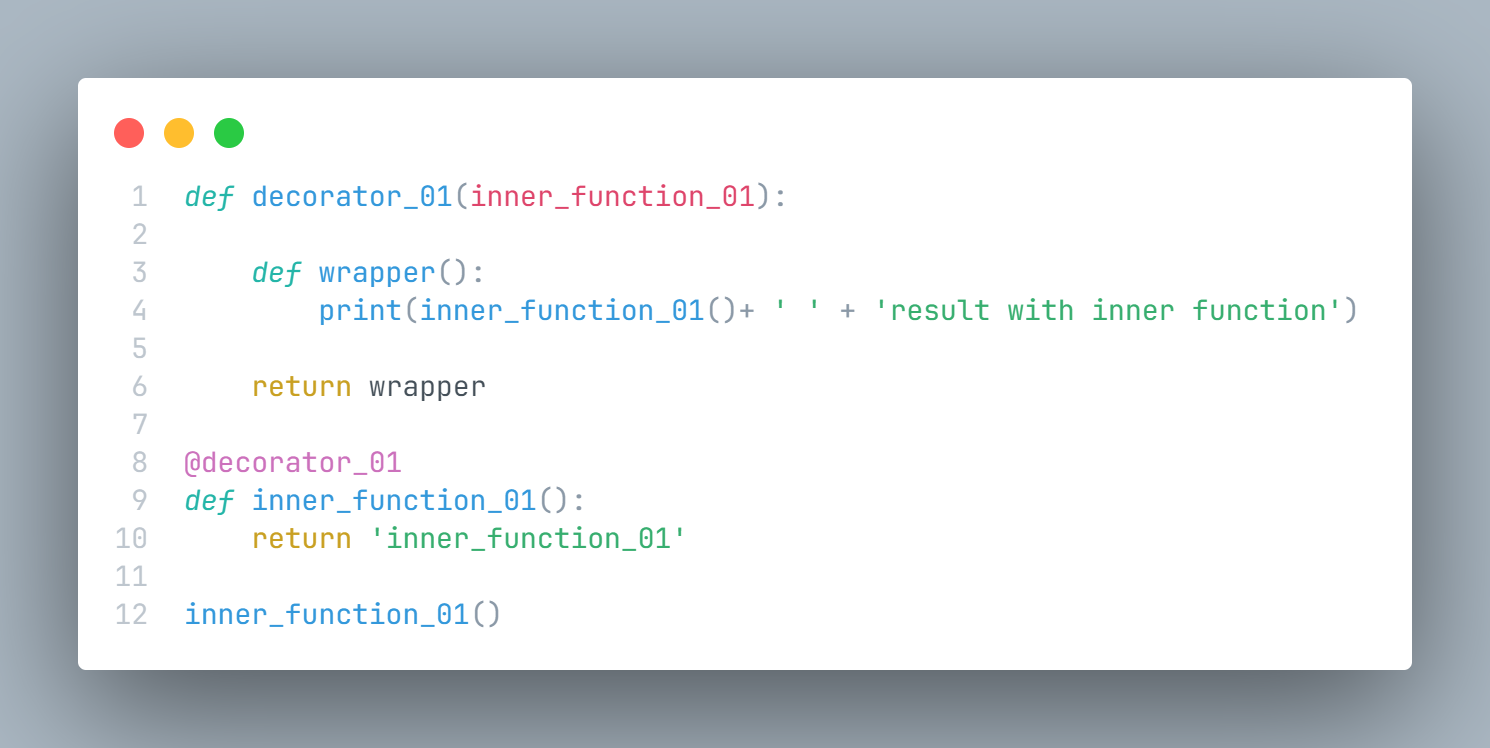 1 def decorator_01(inner_function_01):
2
3     def wrapper():
4         print(inner_function_01()+ ' ' + 'result with inner function')
5
6     return wrapper
7
8 @decorator_01
9 def inner_function_01():
10     return 'inner_function_01'
11
12 inner_function_01()